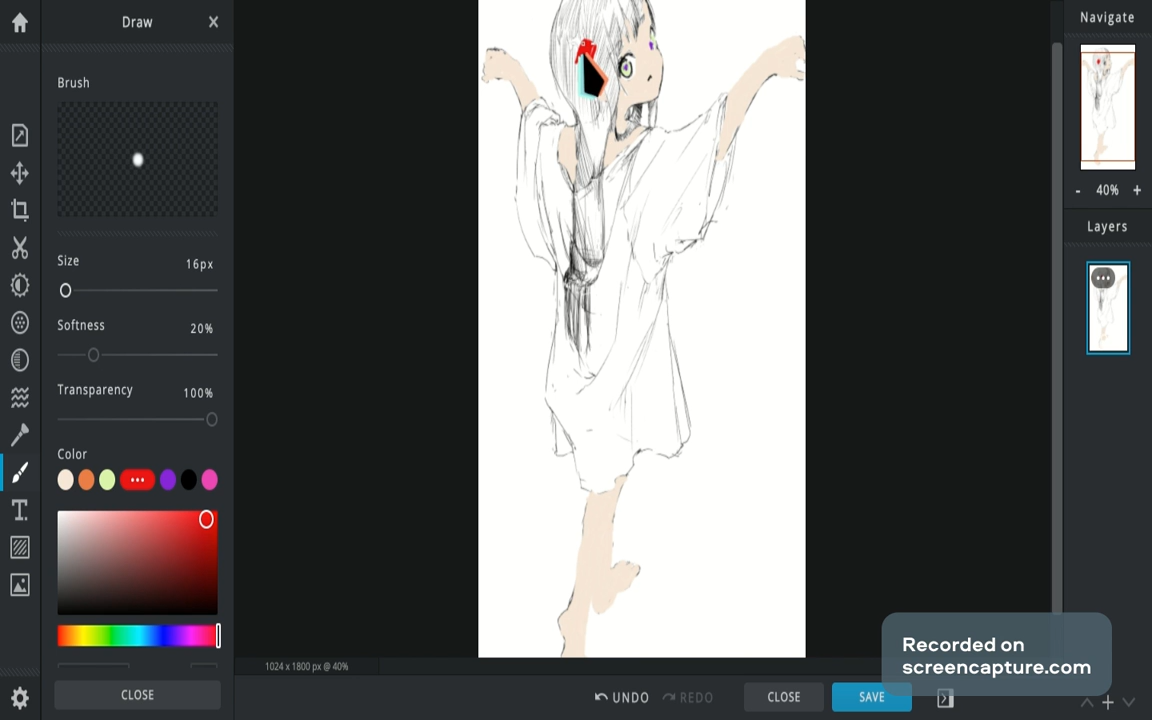 Draw
Navigate
Brush
- 40% +
Layers
Size 16px
Softness 20%
Transparency 100%
Color
Recorded on
screencapture.com
1024 x 1800 px @ 40%
CLOSE
UNDO
REDO
CLOSE
SAVE